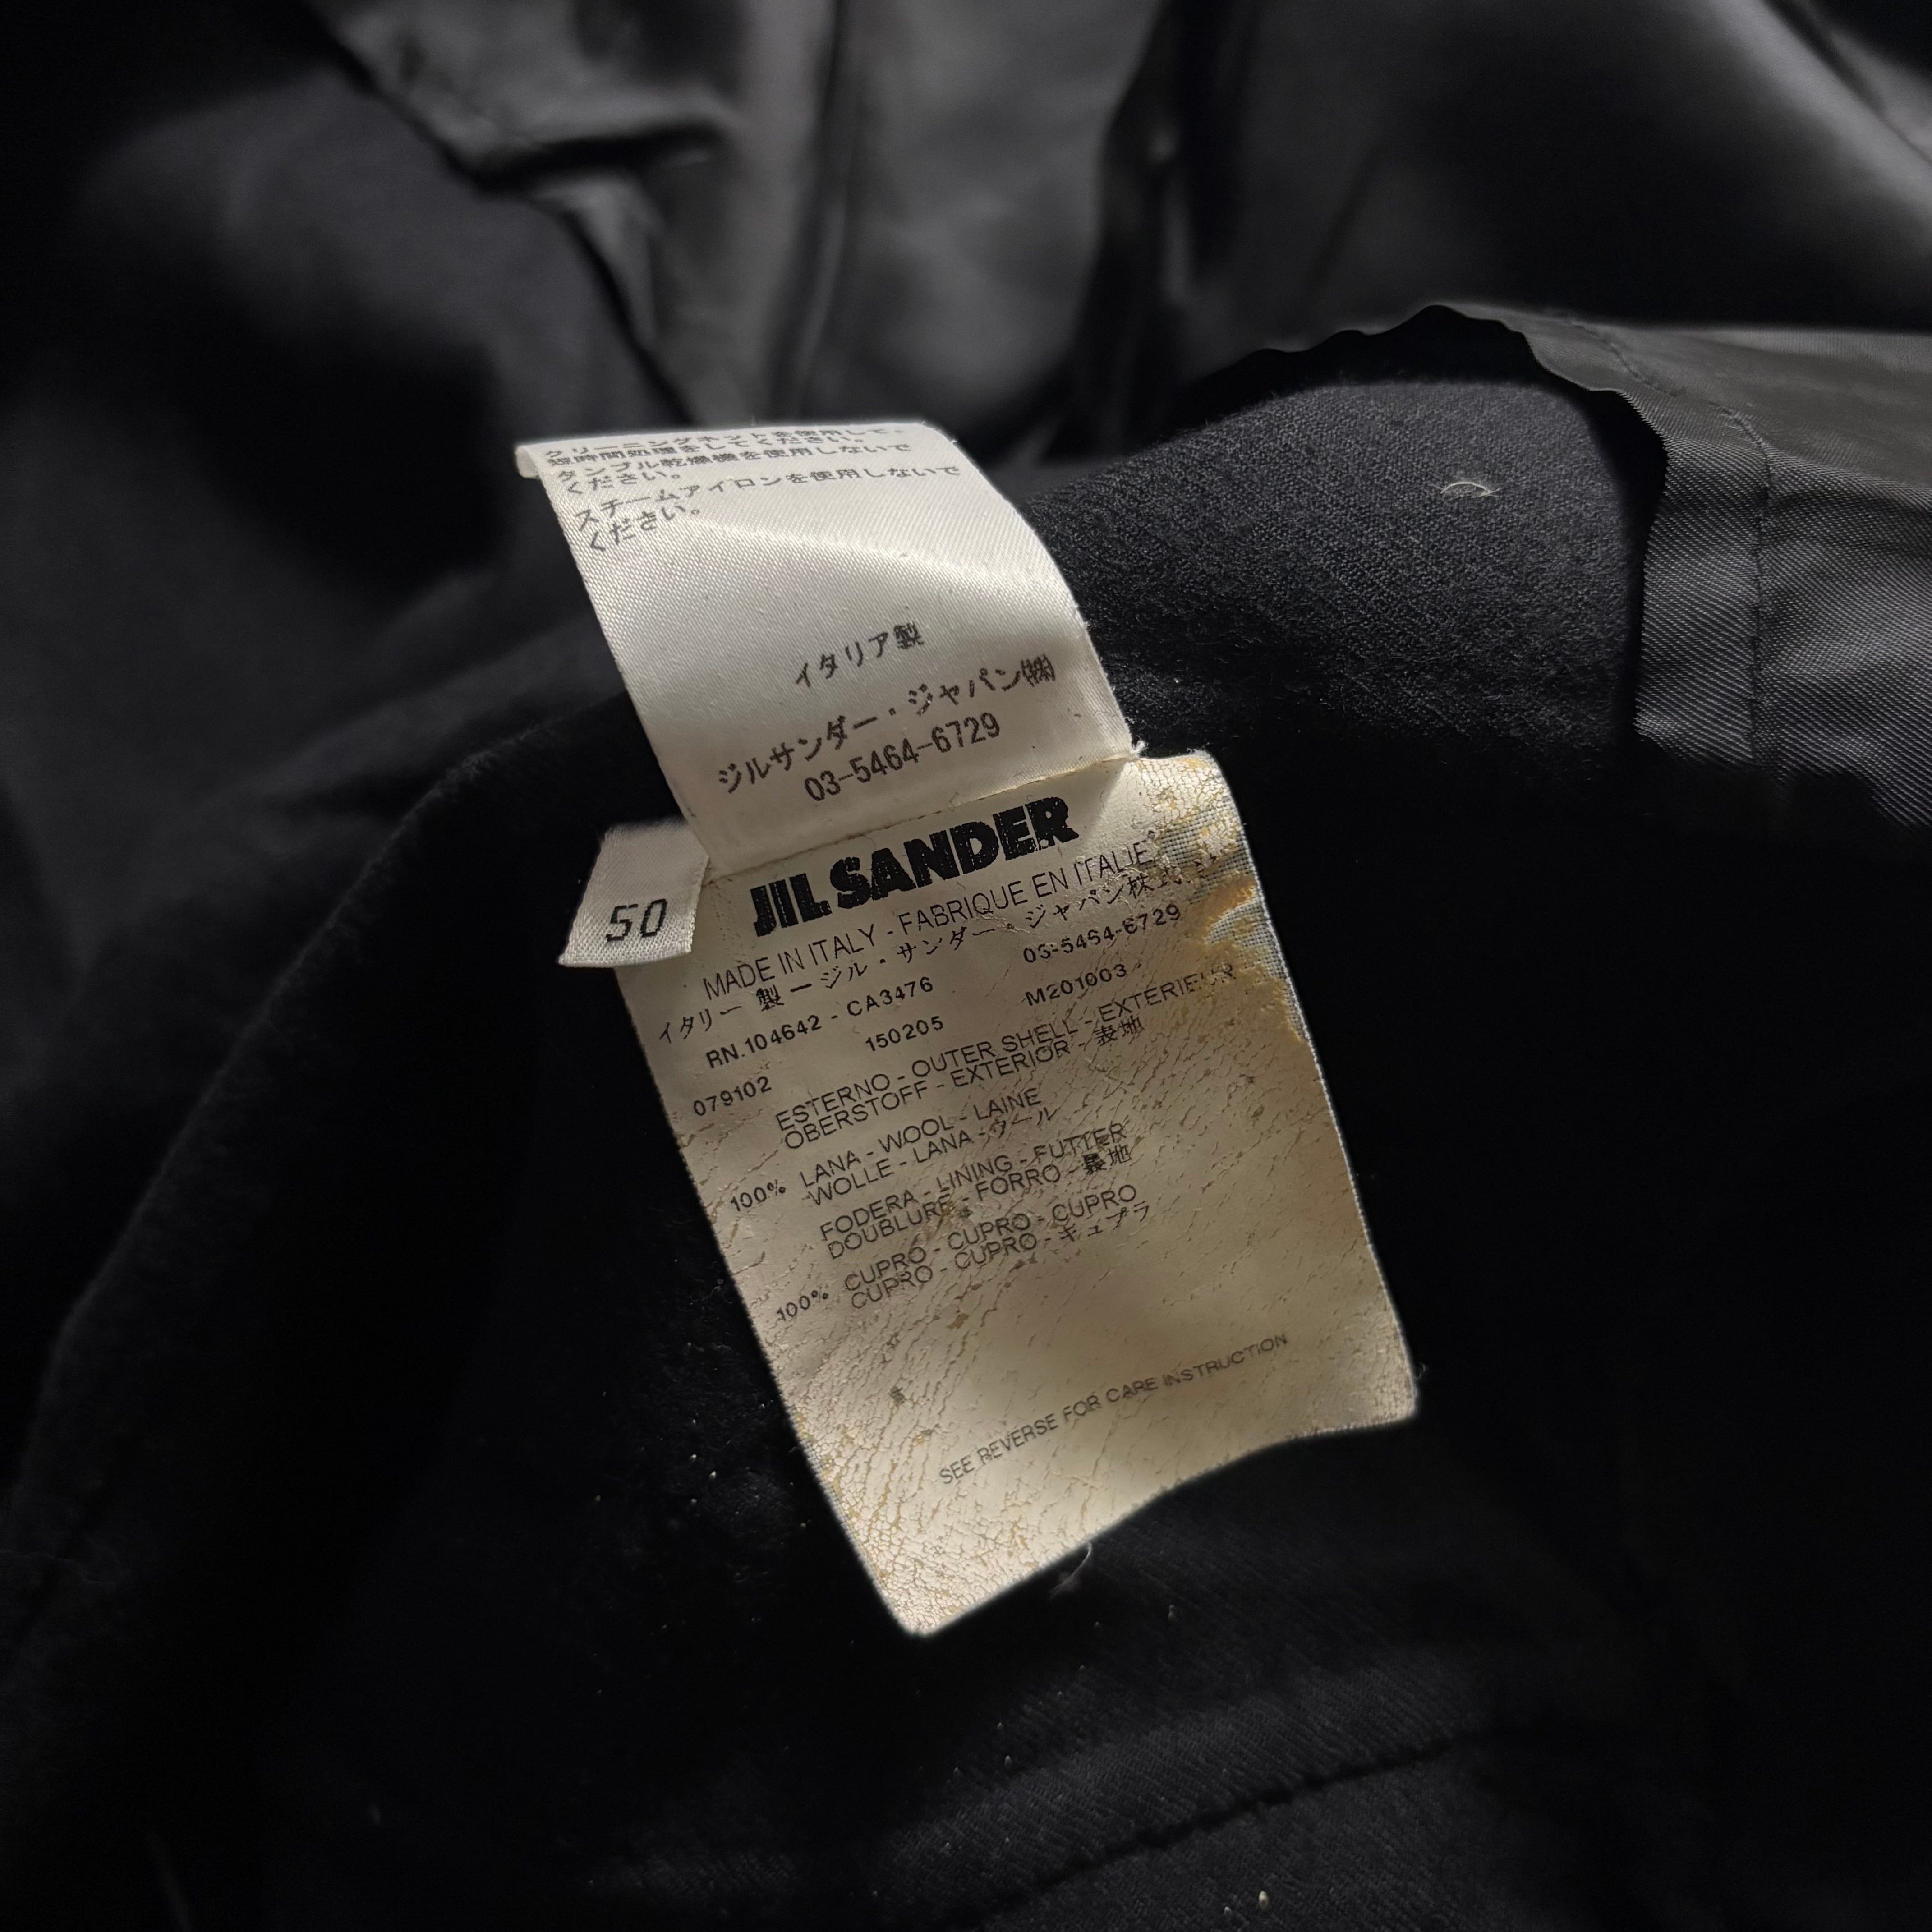 クリーニングネットを使用して、
短時間処理をしてください。
タンブル乾燥機を使用しないで
ください。
スチームアイロンを使用しないで
ください。
イタリア製
ジルサンダー・ジャパン㈱
03-5464-6729
50
JIL SANDER
MADE IN ITALY - FABRIQUE EN ITALIE
イタリー 製 ー ジル・サンダー・ジャパン株式
RN.104642 - CA3476 03-5464-6729
079102 150205 M201003
ESTERNO - OUTER SHELL - EXTERIEUR
OBERSTOFF - EXTERIOR - 表地
100% LANA - WOOL - LAINE
WOLLE - LANA - ウール
FODERA - LINING - FUTTER
DOUBLURE - FORRO - 裏地
100% CUPRO - CUPRO - CUPRO
CUPRO - CUPRO - キュプラ
SEE REVERSE FOR CARE INSTRUCTION